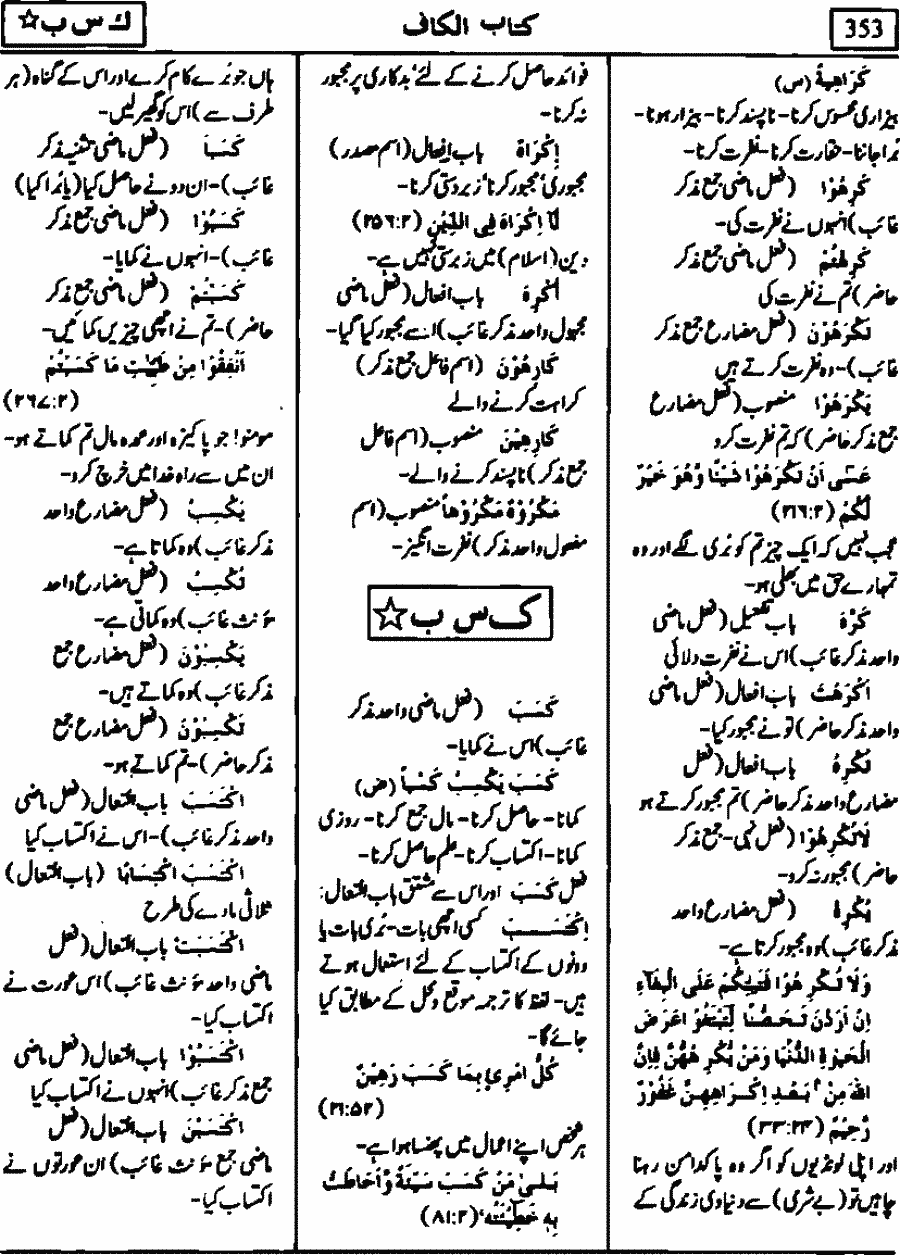 353
کتاب الکاف
ک س ب ☆
کَرَاهِیَةً (س)
بیزاری محسوس کرنا- ناپسند کرنا- بیزار ہونا-
برا جاننا- حقارت کرنا- نفرت کرنا-
کَرِهُوْا (فعل ماضی جمع مذکر
غائب) انہوں نے نفرت کی-
کَرِهْتُمْ (فعل ماضی جمع مذکر
حاضر) تم نے نفرت کی
یَکْرَهُوْنَ (فعل مضارع جمع مذکر
غائب)- وہ نفرت کرتے ہیں
تَکْرَهُوْا منصوب (فعل مضارع
جمع مذکر حاضر) کہ تم نفرت کرو
عَسٰی اَنْ تَکْرَهُوْا شَیْئًا وَّهُوَ خَیْرٌ
لَّکُمْ (۲:۲۱۶)
عجب نہیں کہ ایک چیز تم کو بُری لگے اور وہ
تمہارے حق میں بھلی ہو-
کَرَّهَ باب تفعیل (فعل ماضی
واحد مذکر غائب) اس نے نفرت دلائی
اَکْرَهْتَ باب افعال (فعل ماضی
واحد مذکر حاضر) تو نے مجبور کیا-
تُکْرِهُ باب افعال (فعل
مضارع واحد مذکر حاضر) تم مجبور کرتے ہو
لَاتُکْرِهُوْا (فعل نہی- جمع مذکر
حاضر) مجبور نہ کرو-
یُکْرِهُ (فعل مضارع واحد
مذکر غائب) وہ مجبور کرتا ہے-
وَلَا تُکْرِهُوْا فَتَیٰتِکُمْ عَلَی الْبِغَآءِ
اِنْ اَرَدْنَ تَحَصُّنًا لِّتَبْتَغُوْا عَرَضَ
الْحَیٰوةِ الدُّنْیَا وَمَنْ یُّکْرِهْهُّنَّ فَاِنَّ
اللّٰهَ مِنْۢ بَعْدِ اِکْرَاهِهِنَّ غَفُوْرٌ
رَّحِیْمٌ (۲۴:۳۳)
اور اپنی لونڈیوں کو اگر وہ پاکدامن رہنا
چاہیں تو (بے شرمی) سے دنیاوی زندگی کے
فوائد حاصل کرنے کے لئے' بدکاری پر مجبور
نہ کرنا-
اِکْرَاهٌ باب افعال (اسم مصدر)
مجبوری' مجبور کرنا' زبردستی کرنا-
لَآ اِکْرَاهَ فِی الدِّیْنِ (۲:۲۵۶)
دین (اسلام) میں زبردستی نہیں ہے-
اُکْرِهَ باب افعال (فعل ماضی
مجہول واحد مذکر غائب) اسے مجبور کیا گیا-
کَارِهُوْنَ (اسم فاعل جمع مذکر)
کراہت کرنے والے
کَارِهِیْنَ منصوب (اسم فاعل
جمع مذکر) ناپسند کرنے والے-
مَکْرُوْهٌ مَکْرُوْهاً منصوب (اسم
مفعول واحد مذکر) نفرت انگیز-
ک س ب ☆
کَسَبَ (فعل ماضی واحد مذکر
غائب) اس نے کمایا-
کَسَبَ یَکْسِبُ کَسْباً (ض)
کمانا- حاصل کرنا- مال جمع کرنا- روزی
کمانا- اکتساب کرنا- علم حاصل کرنا-
فعل کَسَبَ اور اس سے مشتق باب افتعال:
اِکْتَسَبَ کسی اچھی بات- بُری بات یا
دونوں کے اکتساب کے لئے استعمال ہوتے
ہیں- لفظ کا ترجمہ موقع و محل کے مطابق کیا
جائے گا-
کُلُّ امْرِیٍٔ بِمَا کَسَبَ رَهِیْنٌ
(۵۲:۲۱)
ہر شخص اپنے اعمال میں پھنسا ہوا ہے-
بَلٰی مَنْ کَسَبَ سَیِّئَةً وَّاَحَاطَتْ
بِهٖ خَطِیْئَتُهٗ' (۲:۸۱)
ہاں جو بُرے کام کرے اور اس کے گناہ (ہر
طرف سے) اس کو گھیر لیں-
کَسَبَا (فعل ماضی تثنیہ مذکر
غائب)- ان دو نے حاصل کیا (یا بُرا کیا)
کَسَبُوْا (فعل ماضی جمع مذکر
غائب)- انہوں نے کمایا-
کَسَبْتُمْ (فعل ماضی جمع مذکر
حاضر)- تم نے اچھی چیزیں کمائیں-
اَنْفِقُوْا مِنْ طَیِّبٰتِ مَا کَسَبْتُمْ
(۲:۲۶۷)
مومنو! جو پاکیزہ اور عمدہ مال تم کماتے ہو-
ان میں سے راہ خدا میں خرچ کرو-
یَکْسِبُ (فعل مضارع واحد
مذکر غائب) وہ کماتا ہے-
تَکْسِبُ (فعل مضارع واحد
مؤنث غائب) وہ کماتی ہے-
یَکْسِبُوْنَ (فعل مضارع جمع
مذکر غائب) وہ کماتے ہیں-
تَکْسِبُوْنَ (فعل مضارع جمع
مذکر حاضر)- تم کماتے ہو-
اکْتَسَبَ باب افتعال (فعل ماضی
واحد مذکر غائب)- اس نے اکتساب کیا
اکْتَسَبَ اکْتِسَابًا (باب افتعال)
ثلاثی مادے کی طرح
اکْتَسَبَتْ باب افتعال (فعل
ماضی واحد مؤنث غائب) اس عورت نے
اکتساب کیا-
اکْتَسَبُوْا باب افتعال (فعل ماضی
جمع مذکر غائب) انہوں نے اکتساب کیا
اکْتَسَبْنَ باب افتعال (فعل
ماضی جمع مؤنث غائب) ان عورتوں نے
اکتساب کیا-